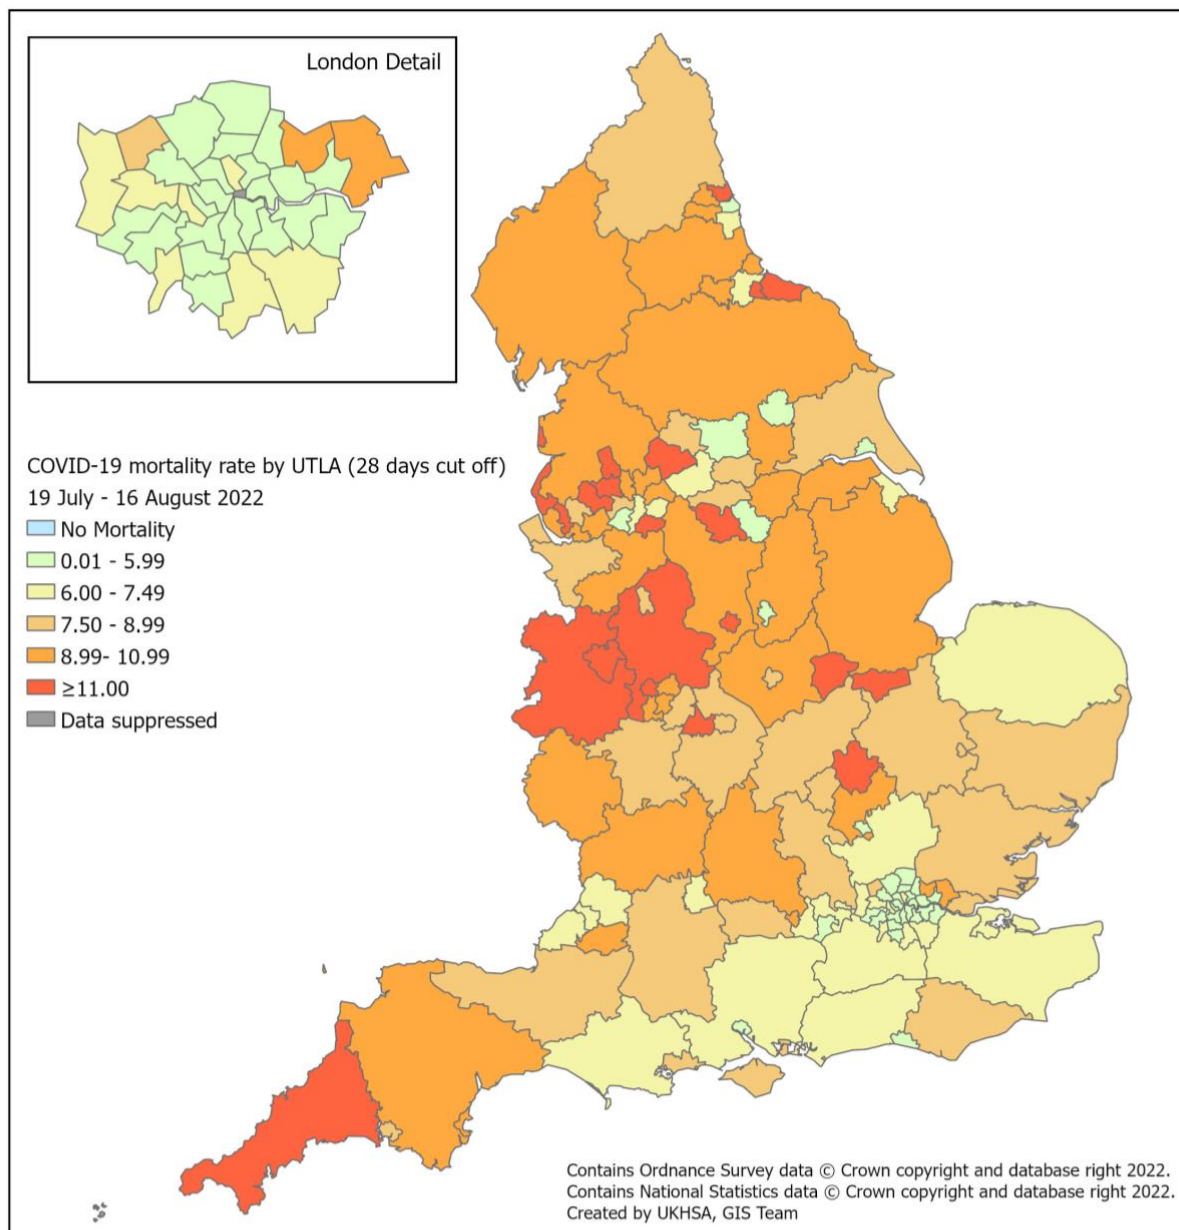 London Detail
COVID-19 mortality rate by UTLA (28 days cut off)
19 July - 16 August 2022
No Mortality
0.01 - 5.99
6.00 - 7.49
7.50 - 8.99
8.99- 10.99
≥11.00
Data suppressed
Contains Ordnance Survey data © Crown copyright and database right 2022.
Contains National Statistics data © Crown copyright and database right 2022.
Created by UKHSA, GIS Team